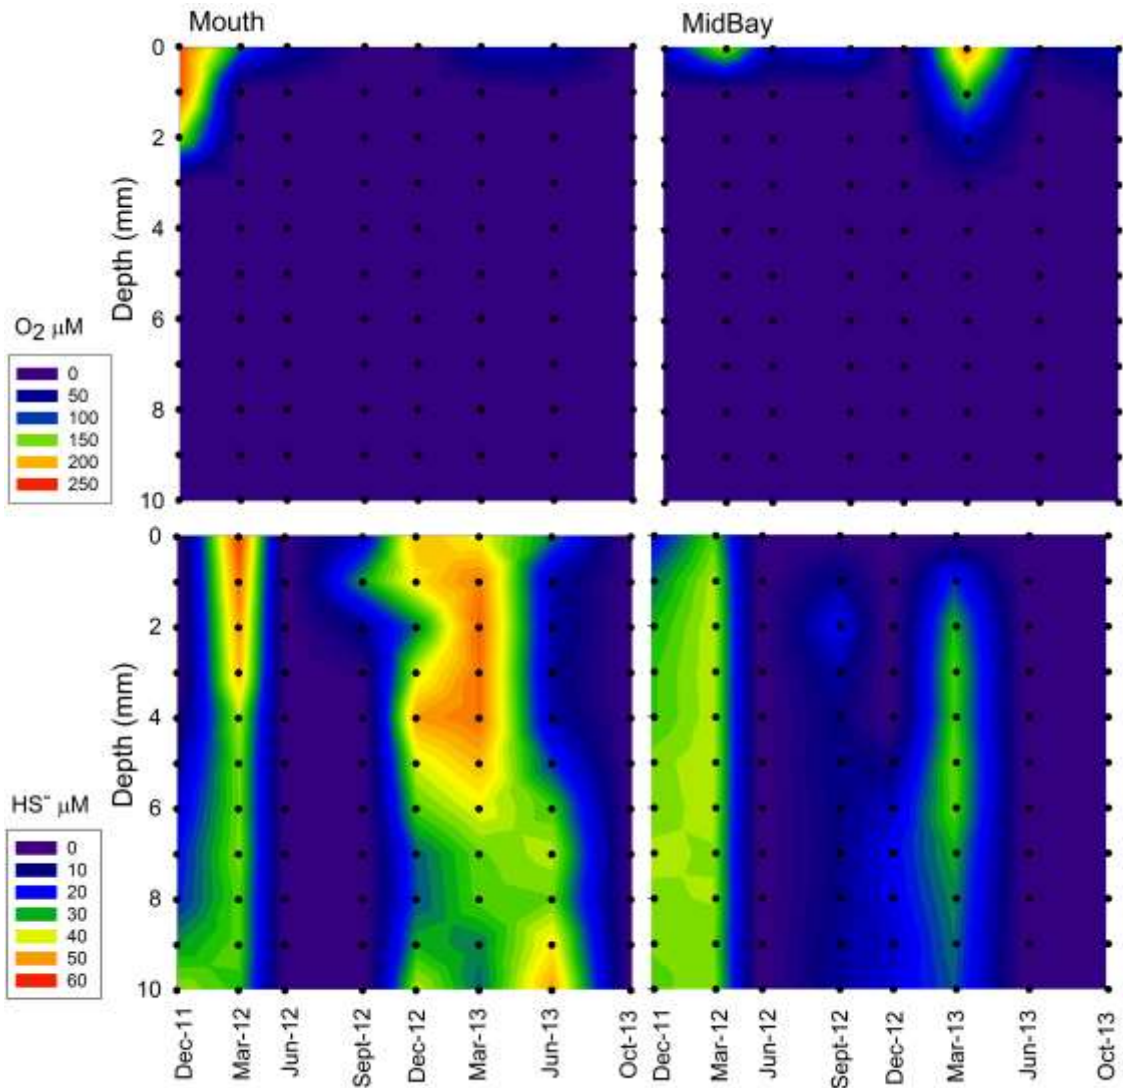 Mouth
MidBay
0
2
4
6
8
10
Depth (mm)
O2 µM
0
50
100
150
200
250
0
2
4
6
8
10
Depth (mm)
HS- µM
0
10
20
30
40
50
60
Dec-11
Mar-12
Jun-12
Sept-12
Dec-12
Mar-13
Jun-13
Oct-13
Dec-11
Mar-12
Jun-12
Sept-12
Dec-12
Mar-13
Jun-13
Oct-13